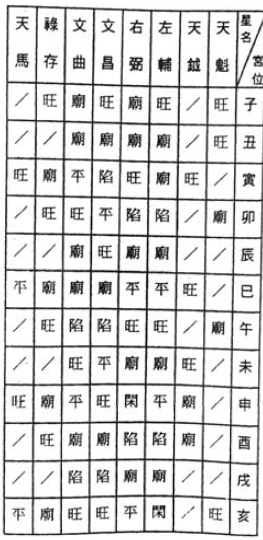 天馬 祿存 文曲 文昌 右弼 左輔 天鉞 天魁 星名/宮位
／ 旺 廟 旺 廟 旺 ／ 旺 子
／ ／ 廟 廟 廟 廟 ／ 旺 丑
旺 廟 平 陷 旺 廟 旺 ／ 寅
／ 旺 旺 平 陷 陷 ／ 廟 卯
／ ／ 廟 旺 廟 廟 ／ ／ 辰
平 廟 廟 廟 平 平 旺 ／ 巳
／ 旺 陷 陷 旺 旺 ／ 廟 午
／ ／ 旺 平 廟 廟 旺 ／ 未
旺 廟 平 旺 閑 平 廟 ／ 申
／ 旺 廟 廟 陷 陷 廟 ／ 酉
／ ／ 陷 陷 廟 廟 ／ ／ 戌
平 廟 旺 旺 平 閑 ／ 旺 亥